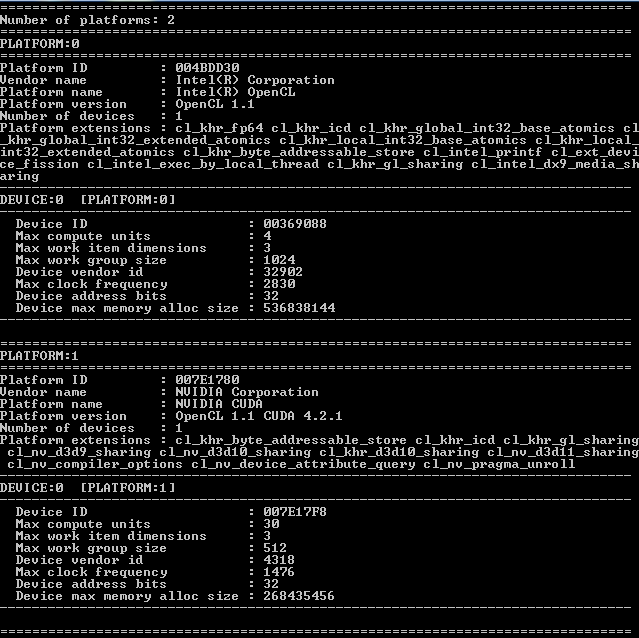 ================================================================================
Number of platforms: 2
================================================================================
PLATFORM:0
================================================================================
Platform ID         : 004BDD30
Vendor name         : Intel(R) Corporation
Platform name       : Intel(R) OpenCL
Platform version    : OpenCL 1.1
Number of devices   : 1
Platform extensions : cl_khr_fp64 cl_khr_icd cl_khr_global_int32_base_atomics cl
_khr_global_int32_extended_atomics cl_khr_local_int32_base_atomics cl_khr_local_
int32_extended_atomics cl_khr_byte_addressable_store cl_intel_printf cl_ext_devi
ce_fission cl_intel_exec_by_local_thread cl_khr_gl_sharing cl_intel_dx9_media_sh
aring
--------------------------------------------------------------------------------
DEVICE:0  [PLATFORM:0]
--------------------------------------------------------------------------------
  Device ID                    : 00369088
  Max compute units            : 4
  Max work item dimensions     : 3
  Max work group size          : 1024
  Device vendor id             : 32902
  Max clock frequency          : 2830
  Device address bits          : 32
  Device max memory alloc size : 536838144
--------------------------------------------------------------------------------
================================================================================
PLATFORM:1
================================================================================
Platform ID         : 007E1780
Vendor name         : NVIDIA Corporation
Platform name       : NVIDIA CUDA
Platform version    : OpenCL 1.1 CUDA 4.2.1
Number of devices   : 1
Platform extensions : cl_khr_byte_addressable_store cl_khr_icd cl_khr_gl_sharing
 cl_nv_d3d9_sharing cl_nv_d3d10_sharing cl_khr_d3d10_sharing cl_nv_d3d11_sharing
 cl_nv_compiler_options cl_nv_device_attribute_query cl_nv_pragma_unroll
--------------------------------------------------------------------------------
DEVICE:0  [PLATFORM:1]
--------------------------------------------------------------------------------
  Device ID                    : 007E17F8
  Max compute units            : 30
  Max work item dimensions     : 3
  Max work group size          : 512
  Device vendor id             : 4318
  Max clock frequency          : 1476
  Device address bits          : 32
  Device max memory alloc size : 268435456
--------------------------------------------------------------------------------
================================================================================